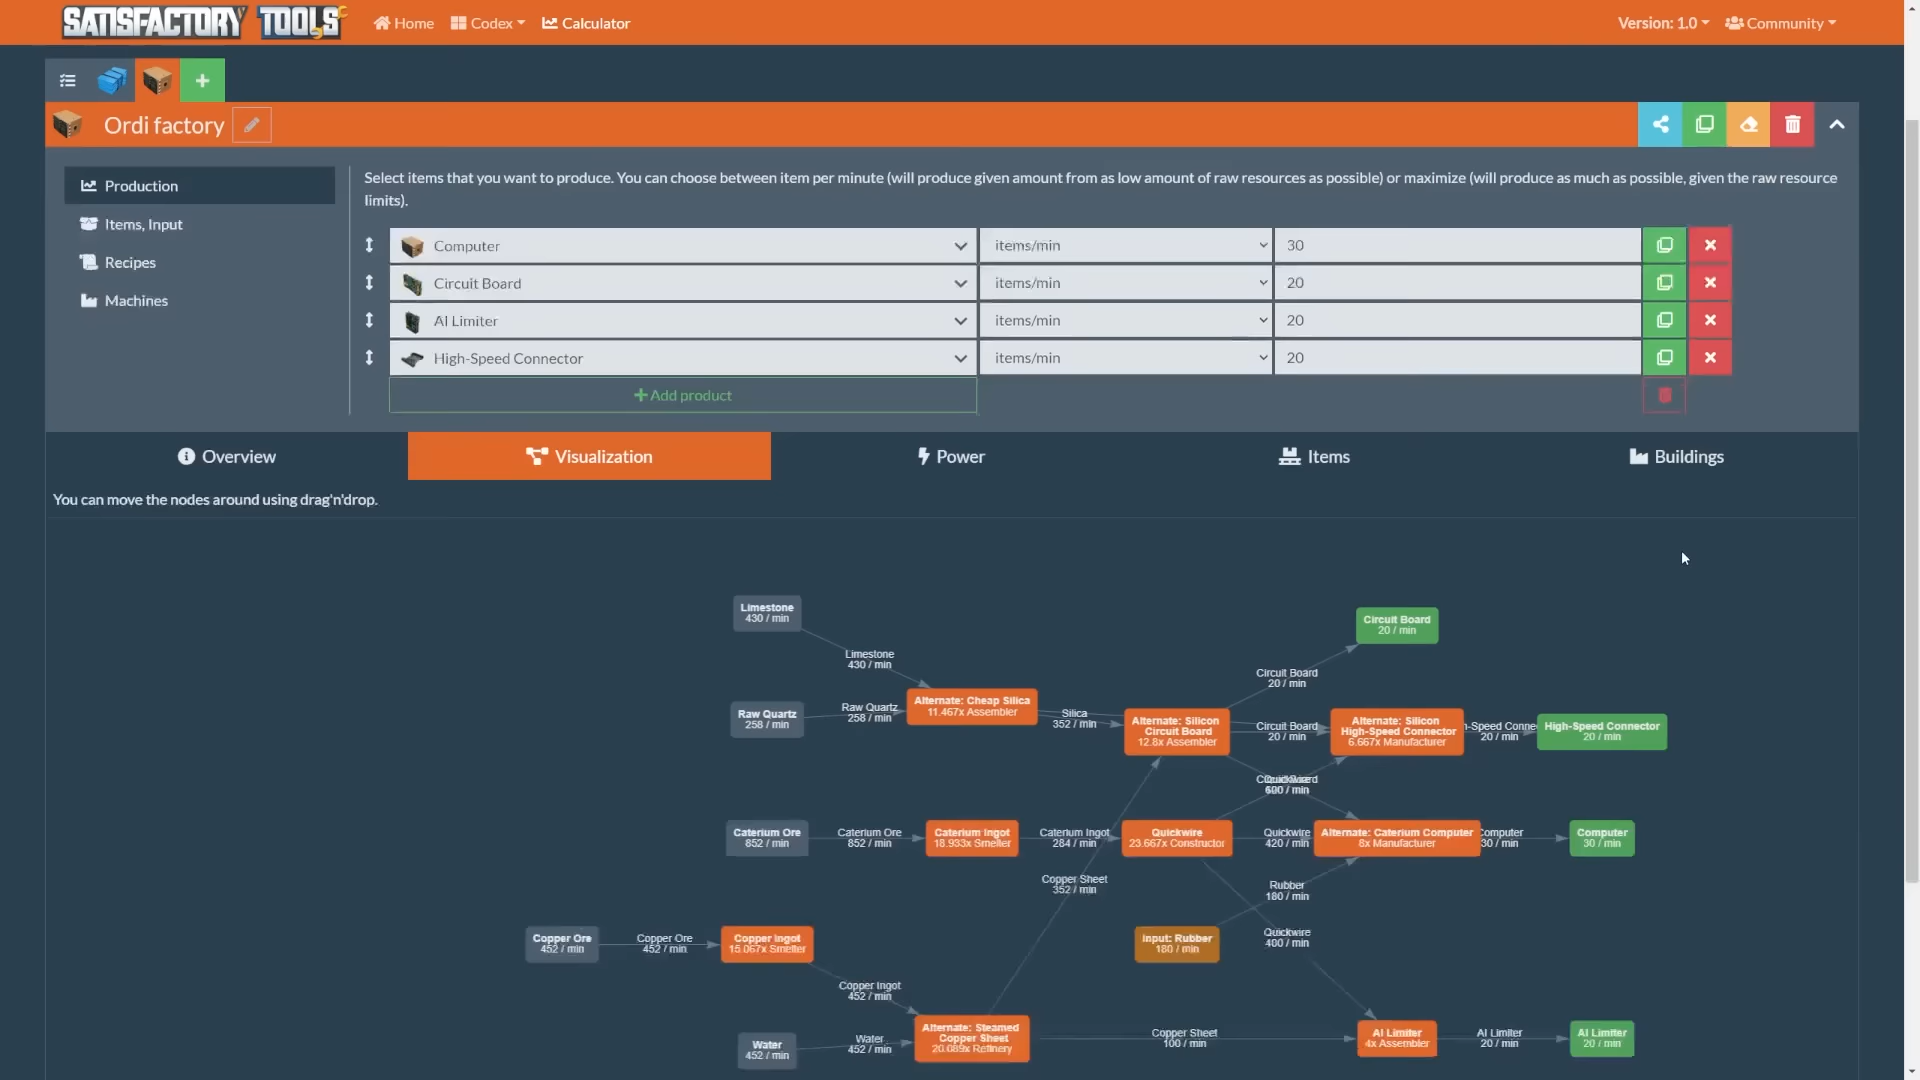 SATISFACTORY TOOLS
Home
Codex
Calculator
Version: 1.0
Community
Ordi factory
Production
Items, Input
Recipes
Machines
Select items that you want to produce. You can choose between item per minute (will produce given amount from as low amount of raw resources as possible) or maximize (will produce as much as possible, given the raw resource
limits).
Computer items/min 30
Circuit Board items/min 20
AI Limiter items/min 20
High-Speed Connector items/min 20
Add product
Overview
Visualization
Power
Items
Buildings
You can move the nodes around using drag'n'drop.
Limestone
430 / min
Circuit Board
20 / min
Limestone
430 / min
Circuit Board
20 / min
Raw Quartz
258 / min
Raw Quartz
258 / min
Alternate: Cheap Silica
11.467x Assembler
Silica
352 / min
Alternate: Silicon
Circuit Board
12.8x Assembler
Circuit Board
20 / min
Alternate: Silicon
High-Speed Connector
6.667x Manufacturer
-Speed Conne
20 / min
High-Speed Connector
20 / min
Caterium Ore
852 / min
Caterium Ore
852 / min
Caterium Ingot
18.933x Smelter
Caterium Ingot
284 / min
Quickwire
23.667x Constructor
Quickwire
420 / min
Alternate: Caterium Computer
8x Manufacturer
Computer
30 / min
Computer
30 / min
Copper Sheet
352 / min
Rubber
180 / min
Copper Ore
452 / min
Copper Ore
452 / min
Copper Ingot
15.067x Smelter
Input: Rubber
180 / min
Quickwire
400 / min
Copper Ingot
452 / min
Water
452 / min
Water
452 / min
Alternate: Steamed
Copper Sheet
20.089x Refinery
Copper Sheet
100 / min
AI Limiter
4x Assembler
AI Limiter
20 / min
AI Limiter
20 / min